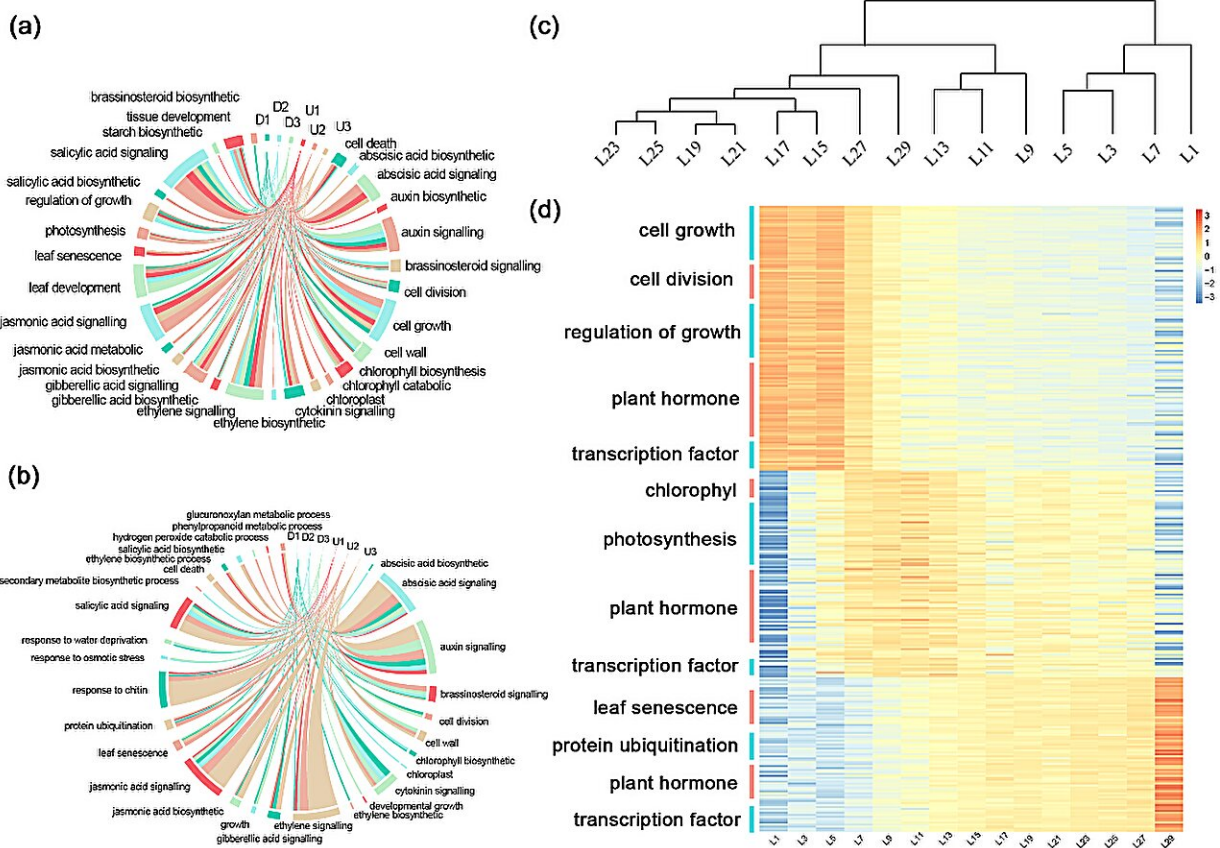 (a)
brassinosteroid biosynthetic
tissue development
starch biosynthetic
salicylic acid signaling
salicylic acid biosynthetic
regulation of growth
photosynthesis
leaf senescence
leaf development
jasmonic acid signalling
jasmonic acid metabolic
jasmonic acid biosynthetic
gibberellic acid signalling
gibberellic acid biosynthetic
ethylene signalling
ethylene biosynthetic
D1
D2
D3
U1
U2
U3
cell death
abscisic acid biosynthetic
abscisic acid signaling
auxin biosynthetic
auxin signalling
brassinosteroid signalling
cell division
cell growth
cell wall
chlorophyll biosynthesis
chlorophyll catabolic
chloroplast
cytokinin signalling
(b)
glucuronoxylan metabolic process
phenylpropanoid metabolic process
hydrogen peroxide catabolic process
salicylic acid biosynthetic
ethylene biosynthetic process
cell death
secondary metabolite biosynthetic process
salicylic acid signaling
response to water deprivation
response to osmotic stress
response to chitin
protein ubiquitination
leaf senescence
jasmonic acid signalling
jasmonic acid biosynthetic
growth
gibberellic acid signalling
ethylene signalling
D1
D2
D3
U1
U2
U3
abscisic acid biosynthetic
abscisic acid signaling
auxin signalling
brassinosteroid signalling
cell division
cell wall
chlorophyll biosynthetic
chloroplast
cytokinin signalling
developmental growth
ethylene biosynthetic
(c)
L23 L25 L19 L21 L17 L15 L27 L29 L13 L11 L9 L5 L3 L7 L1
(d)
cell growth
cell division
regulation of growth
plant hormone
transcription factor
chlorophyl
photosynthesis
plant hormone
transcription factor
leaf senescence
protein ubiquitination
plant hormone
transcription factor
3
2
1
0
−1
−2
−3
L1 L3 L5 L7 L9 L11 L13 L15 L17 L19 L21 L23 L25 L27 L29